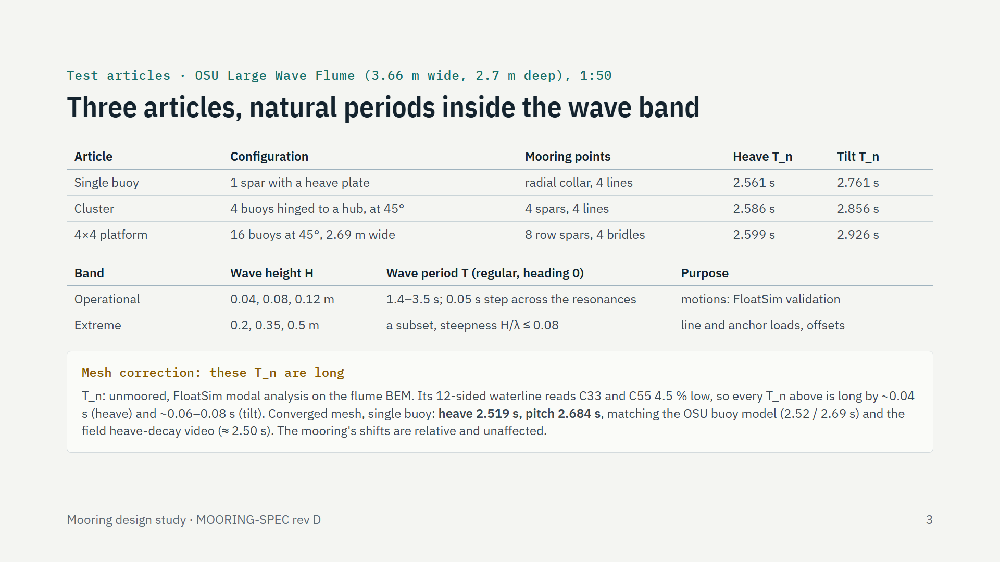 Test articles · OSU Large Wave Flume (3.66 m wide, 2.7 m deep), 1:50
Three articles, natural periods inside the wave band
Article Configuration Mooring points Heave T_n Tilt T_n
Single buoy 1 spar with a heave plate radial collar, 4 lines 2.561 s 2.761 s
Cluster 4 buoys hinged to a hub, at 45° 4 spars, 4 lines 2.586 s 2.856 s
4×4 platform 16 buoys at 45°, 2.69 m wide 8 row spars, 4 bridles 2.599 s 2.926 s
Band Wave height H Wave period T (regular, heading 0) Purpose
Operational 0.04, 0.08, 0.12 m 1.4–3.5 s; 0.05 s step across the resonances motions: FloatSim validation
Extreme 0.2, 0.35, 0.5 m a subset, steepness H/λ ≤ 0.08 line and anchor loads, offsets
Mesh correction: these T_n are long
T_n: unmoored, FloatSim modal analysis on the flume BEM. Its 12-sided waterline reads C33 and C55 4.5 % low, so every T_n above is long by ~0.04
s (heave) and ~0.06–0.08 s (tilt). Converged mesh, single buoy: heave 2.519 s, pitch 2.684 s, matching the OSU buoy model (2.52 / 2.69 s) and the
field heave-decay video (≈ 2.50 s). The mooring's shifts are relative and unaffected.
Mooring design study · MOORING-SPEC rev D
3